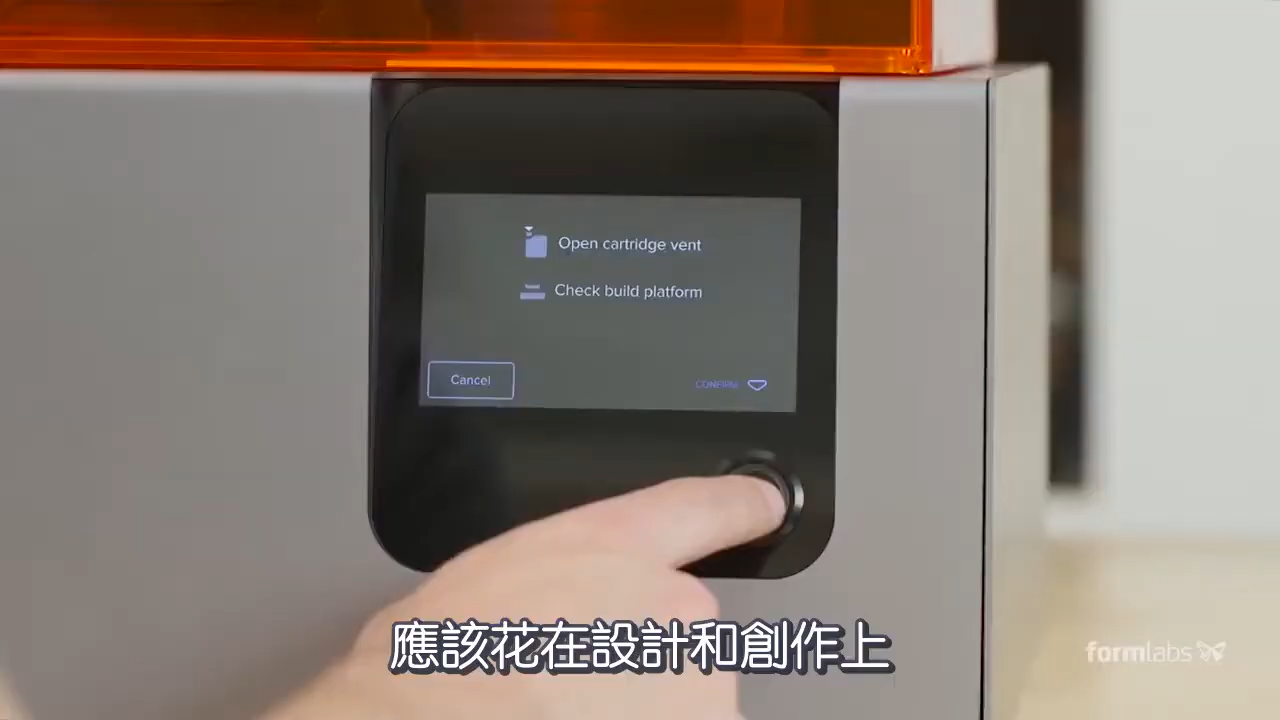 Open cartridge vent
Check build platform
Cancel
CONFIRM
應該花在設計和創作上
formlabs